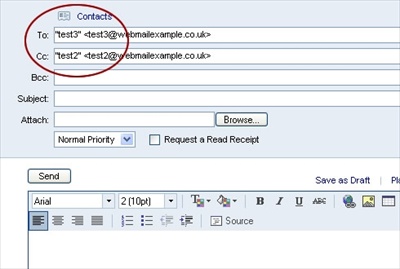 Contacts
To: "test3" <test3@webmailexample.co.uk>
Cc: "test2" <test2@webmailexample.co.uk>
Bcc:
Subject:
Attach: Browse...
Normal Priority Request a Read Receipt
Send
Save as Draft
Arial 2 (10pt) T B I U ABC
Source